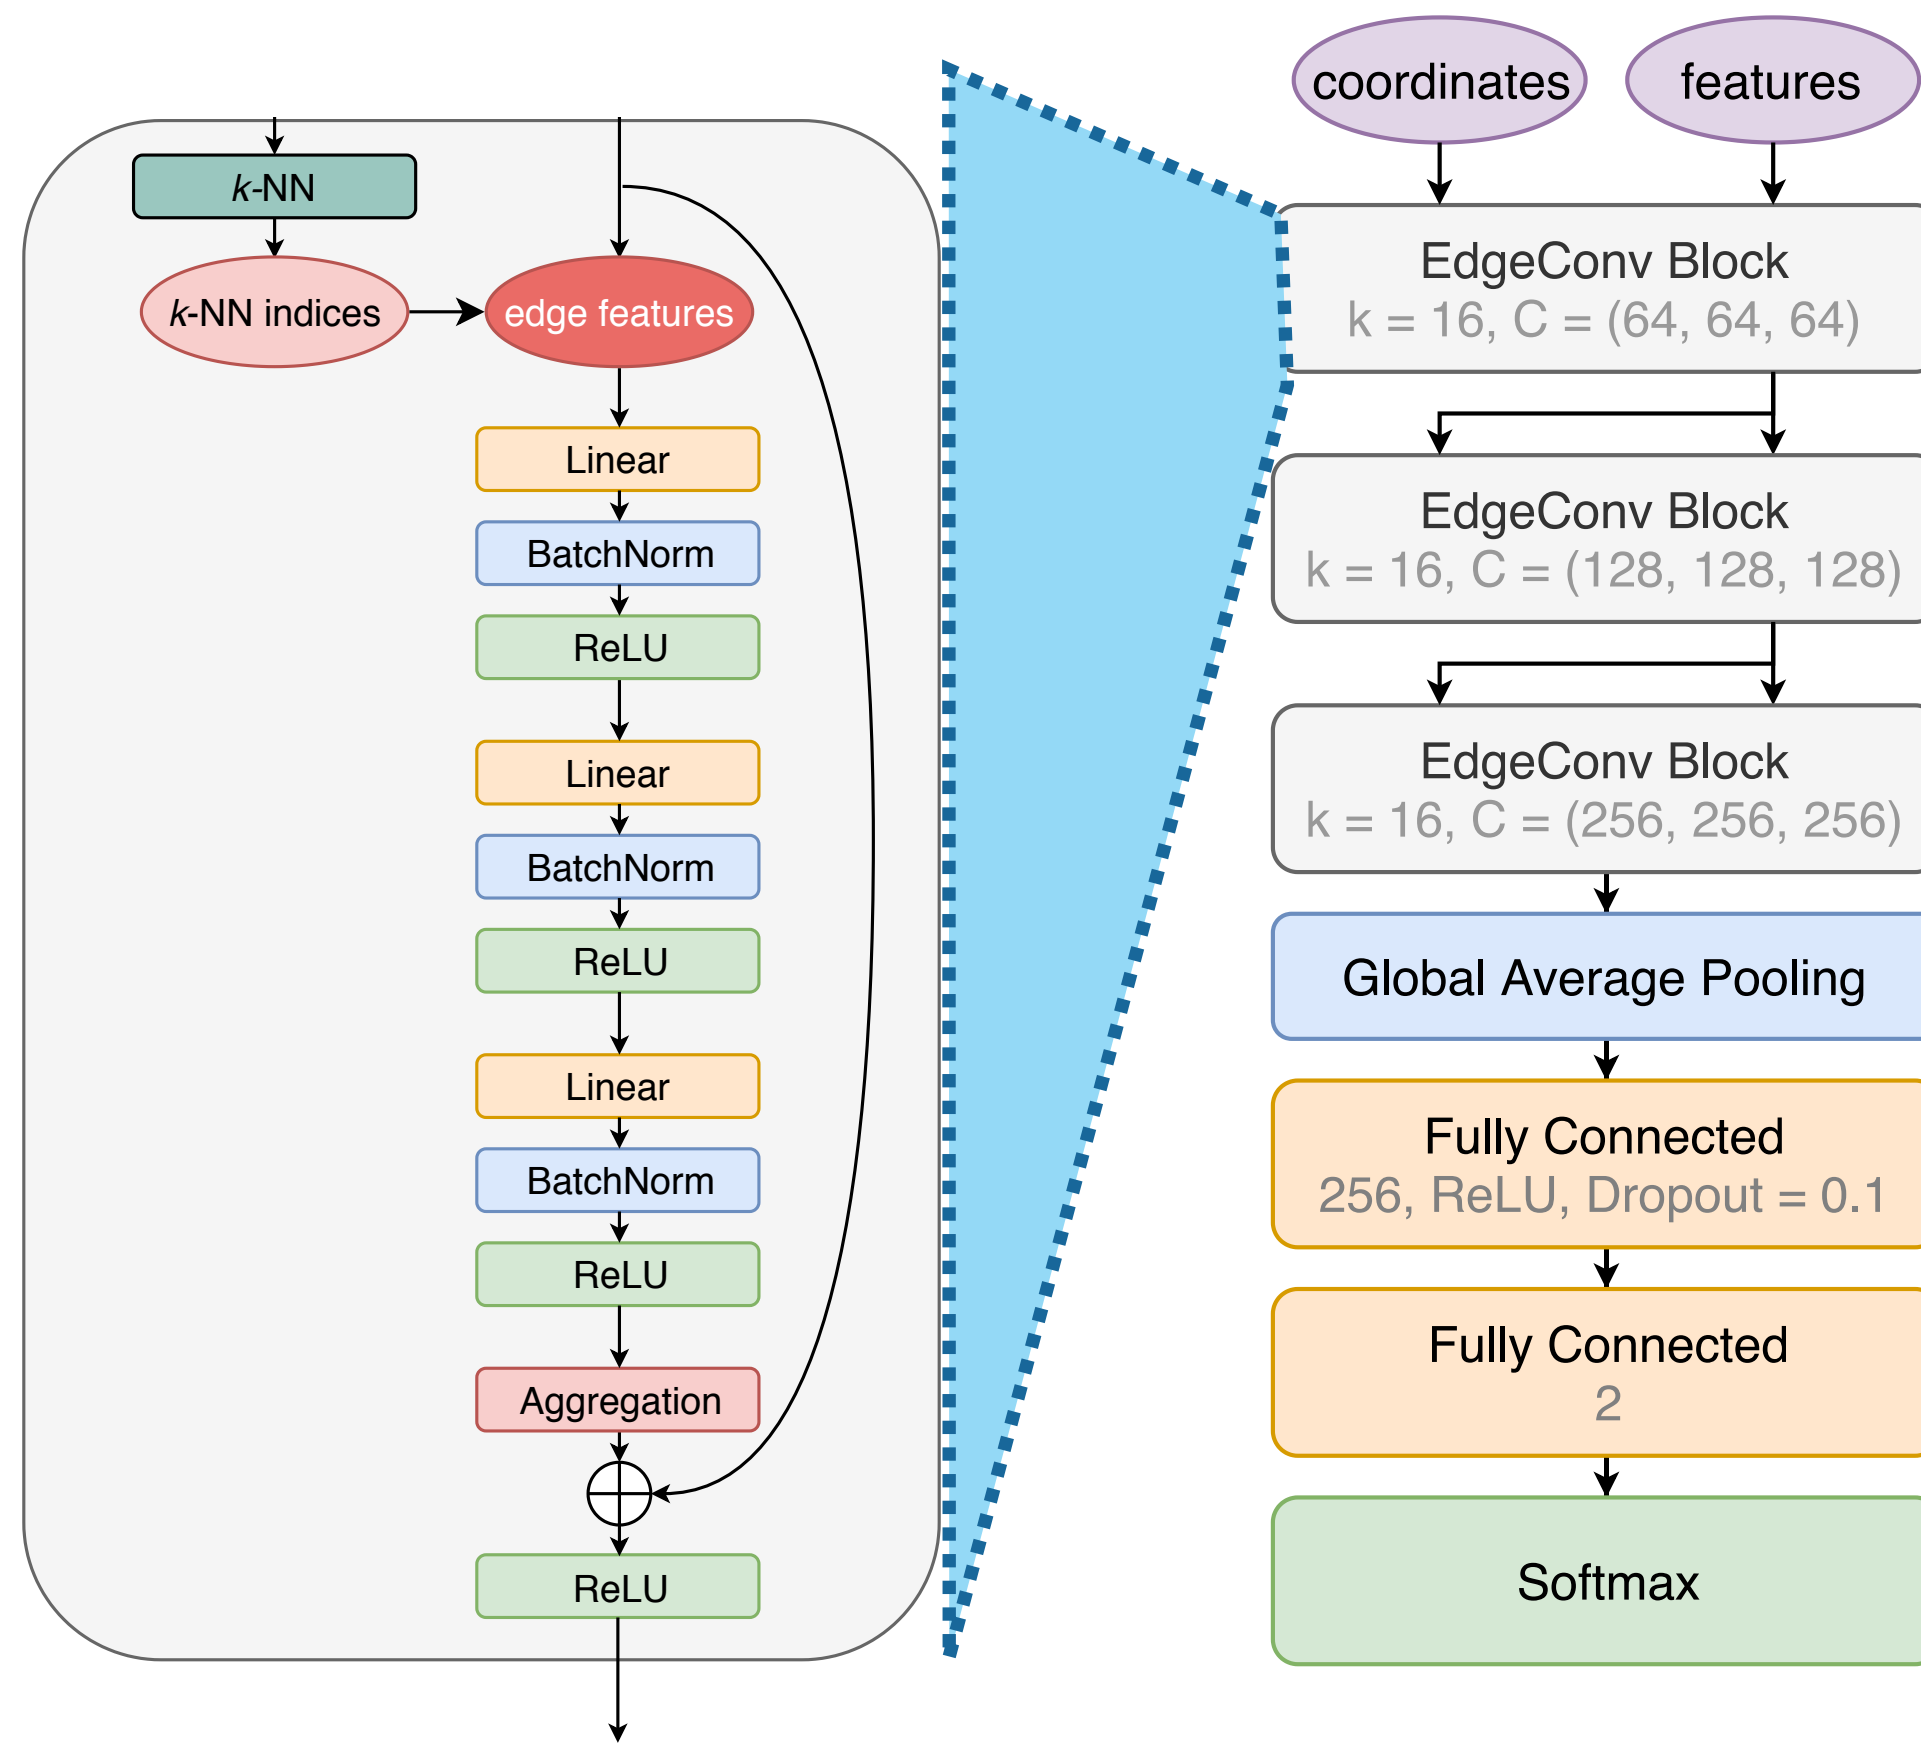 k-NN
k-NN indices
edge features
Linear
BatchNorm
ReLU
Linear
BatchNorm
ReLU
Linear
BatchNorm
ReLU
Aggregation
ReLU
coordinates
features
EdgeConv Block
k = 16, C = (64, 64, 64)
EdgeConv Block
k = 16, C = (128, 128, 128)
EdgeConv Block
k = 16, C = (256, 256, 256)
Global Average Pooling
Fully Connected
256, ReLU, Dropout = 0.1
Fully Connected
2
Softmax